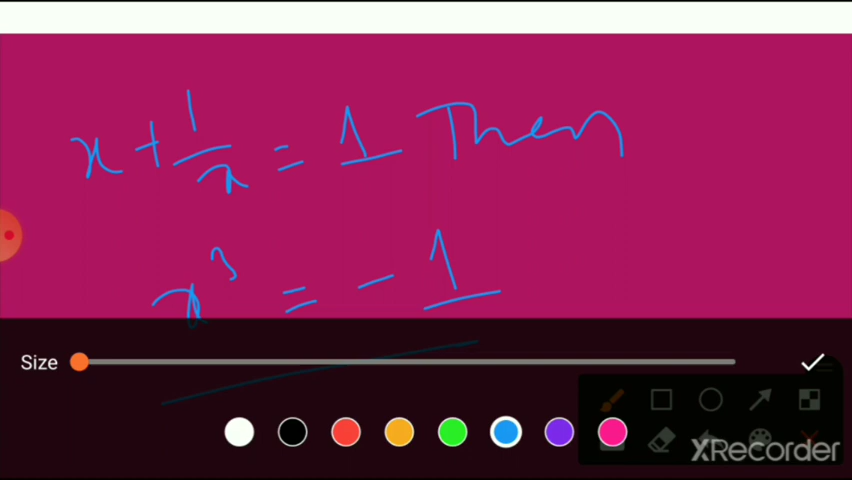 x + 1/x = 1 Then
x³ = - 1
Size
XRecorder